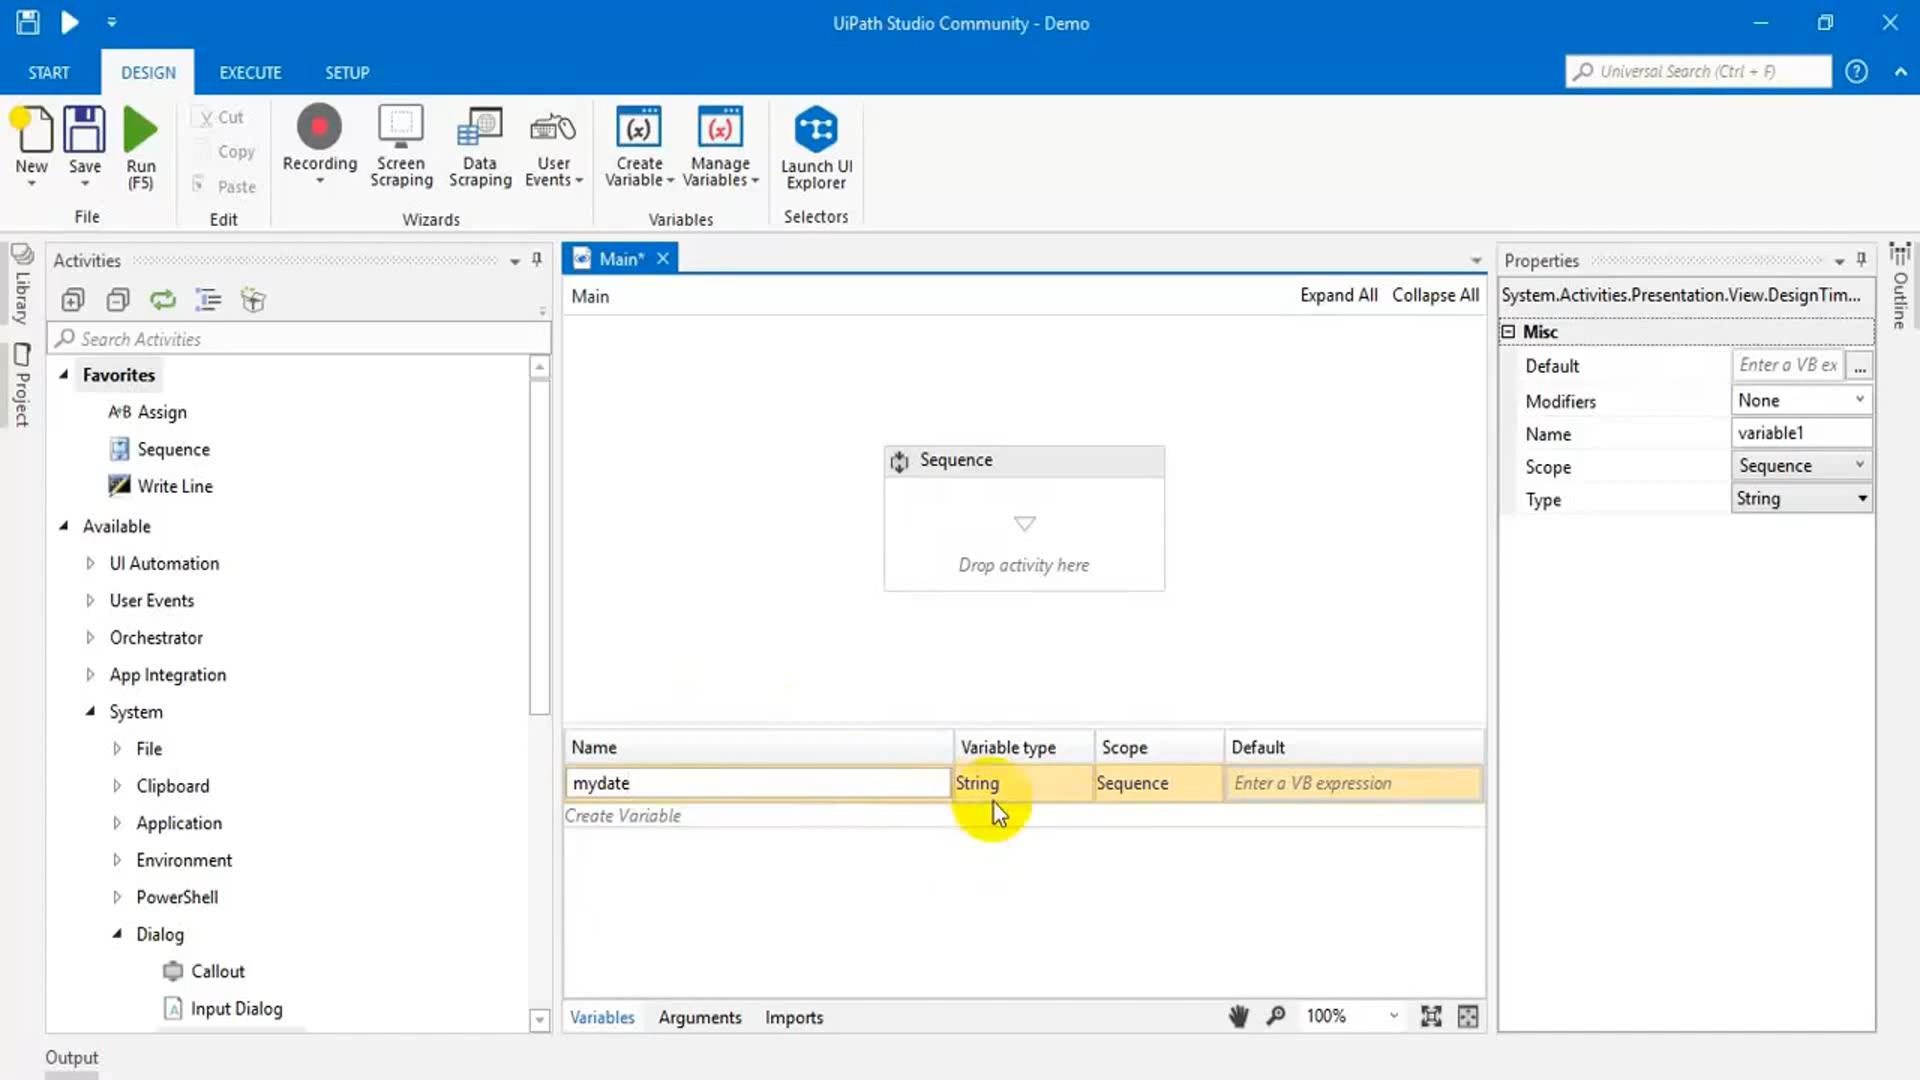 UiPath Studio Community - Demo
START
DESIGN
EXECUTE
SETUP
Universal Search (Ctrl + F)
New
Save
Run
(F5)
File
Cut
Copy
Paste
Edit
Recording
Screen
Scraping
Data
Scraping
User
Events
Wizards
Create
Variable
Manage
Variables
Variables
Launch UI
Explorer
Selectors
Library
Project
Activities
Search Activities
Favorites
A+B Assign
Sequence
Write Line
Available
UI Automation
User Events
Orchestrator
App Integration
System
File
Clipboard
Application
Environment
PowerShell
Dialog
Callout
Input Dialog
Main*
Main
Expand All
Collapse All
Sequence
Drop activity here
Name
Variable type
Scope
Default
mydate
String
Sequence
Enter a VB expression
Create Variable
Variables
Arguments
Imports
100%
Properties
System.Activities.Presentation.View.DesignTim...
Misc
Default
Enter a VB ex
...
Modifiers
None
Name
variable1
Scope
Sequence
Type
String
Outline
Output